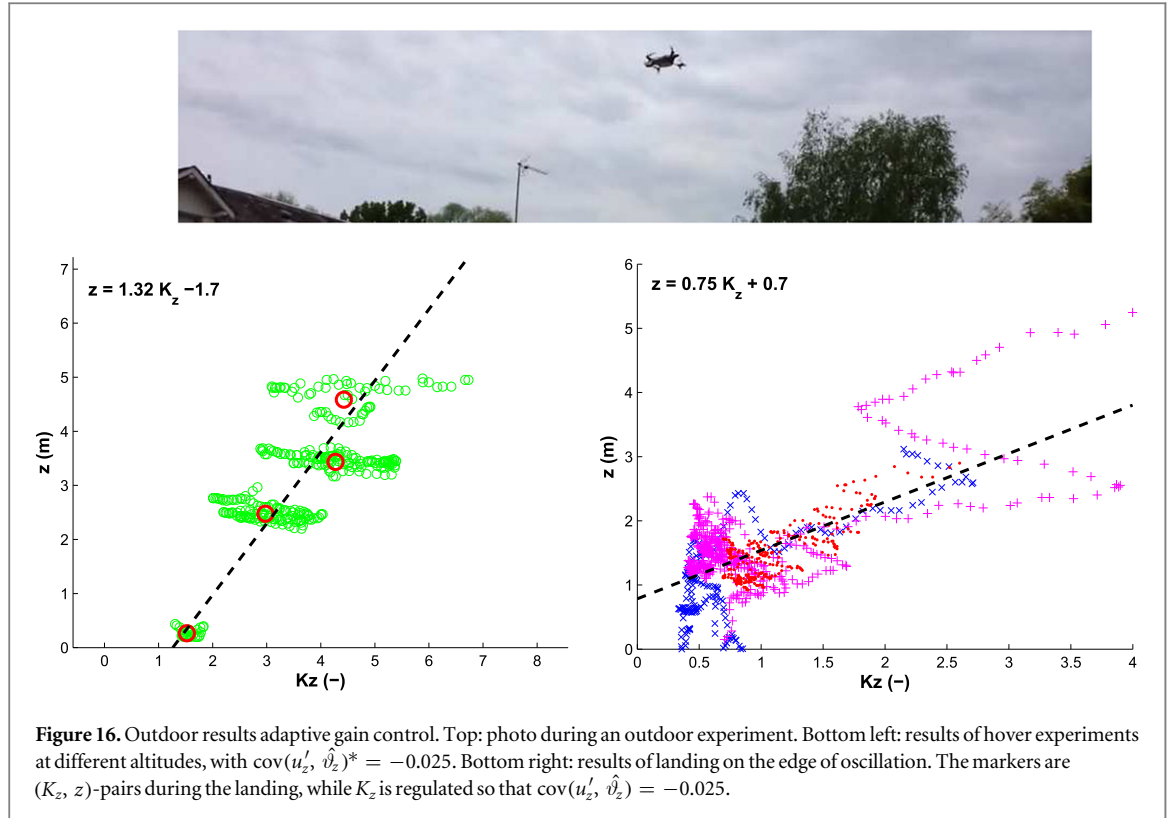 7
6
5
4
3
2
1
0
z (m)
z = 1.32 K_z −1.7
0 1 2 3 4 5 6 7 8
Kz (−)
6
5
4
3
2
1
0
z (m)
z = 0.75 K_z + 0.7
0 0.5 1 1.5 2 2.5 3 3.5 4
Kz (−)
Figure 16. Outdoor results adaptive gain control. Top: photo during an outdoor experiment. Bottom left: results of hover experiments
at different altitudes, with cov(u′_z, ϑ̂_z)* = −0.025. Bottom right: results of landing on the edge of oscillation. The markers are
(K_z, z)-pairs during the landing, while K_z is regulated so that cov(u′_z, ϑ̂_z) = −0.025.